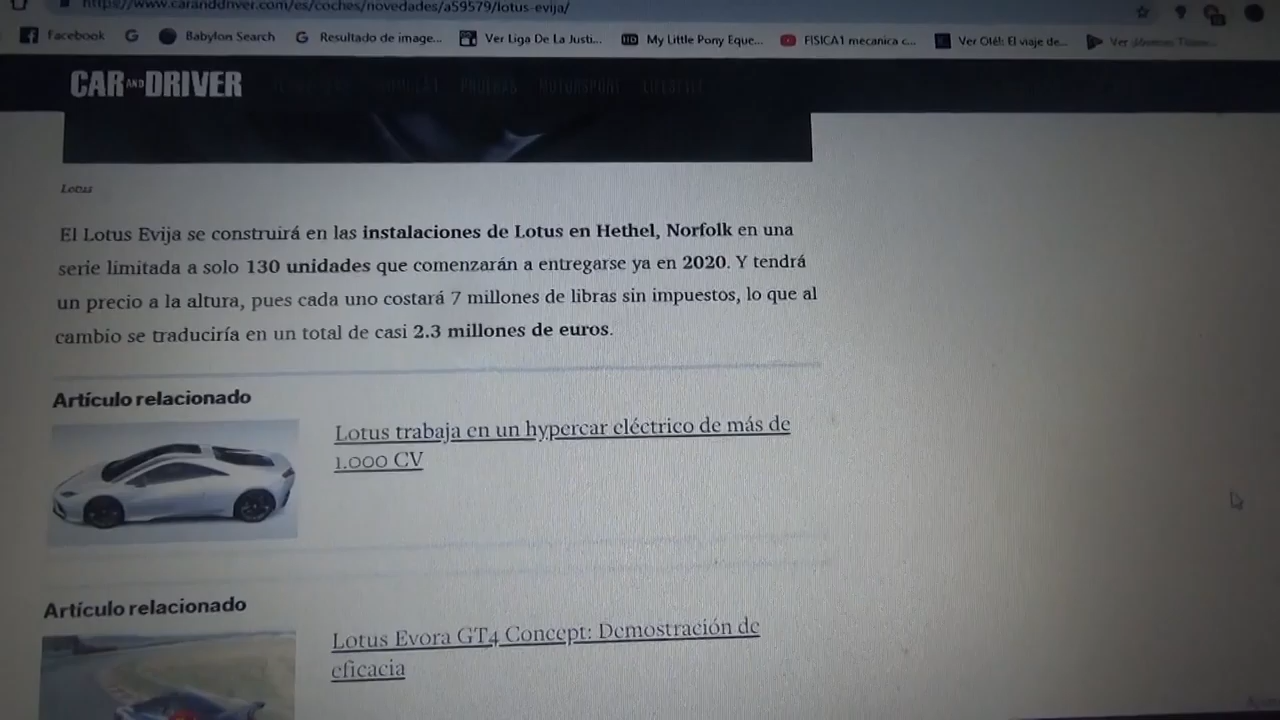 https://www.caranddriver.com/es/coches/novedades/a59579/lotus-evija/
Facebook
Babylon Search
Resultado de image...
Ver Liga De La Justi...
HD
My Little Pony Eque...
FISICA1 mecanica c...
Ver Olé!: El viaje de...
CAR AND DRIVER
PRUEBAS MOTORSPORT LIFESTYLE
Lotus
El Lotus Evija se construirá en las instalaciones de Lotus en Hethel, Norfolk en una
serie limitada a solo 130 unidades que comenzarán a entregarse ya en 2020. Y tendrá
un precio a la altura, pues cada uno costará 7 millones de libras sin impuestos, lo que al
cambio se traduciría en un total de casi 2.3 millones de euros.
Artículo relacionado
Lotus trabaja en un hypercar eléctrico de más de
1.000 CV
Artículo relacionado
Lotus Evora GT4 Concept: Demostración de
eficacia